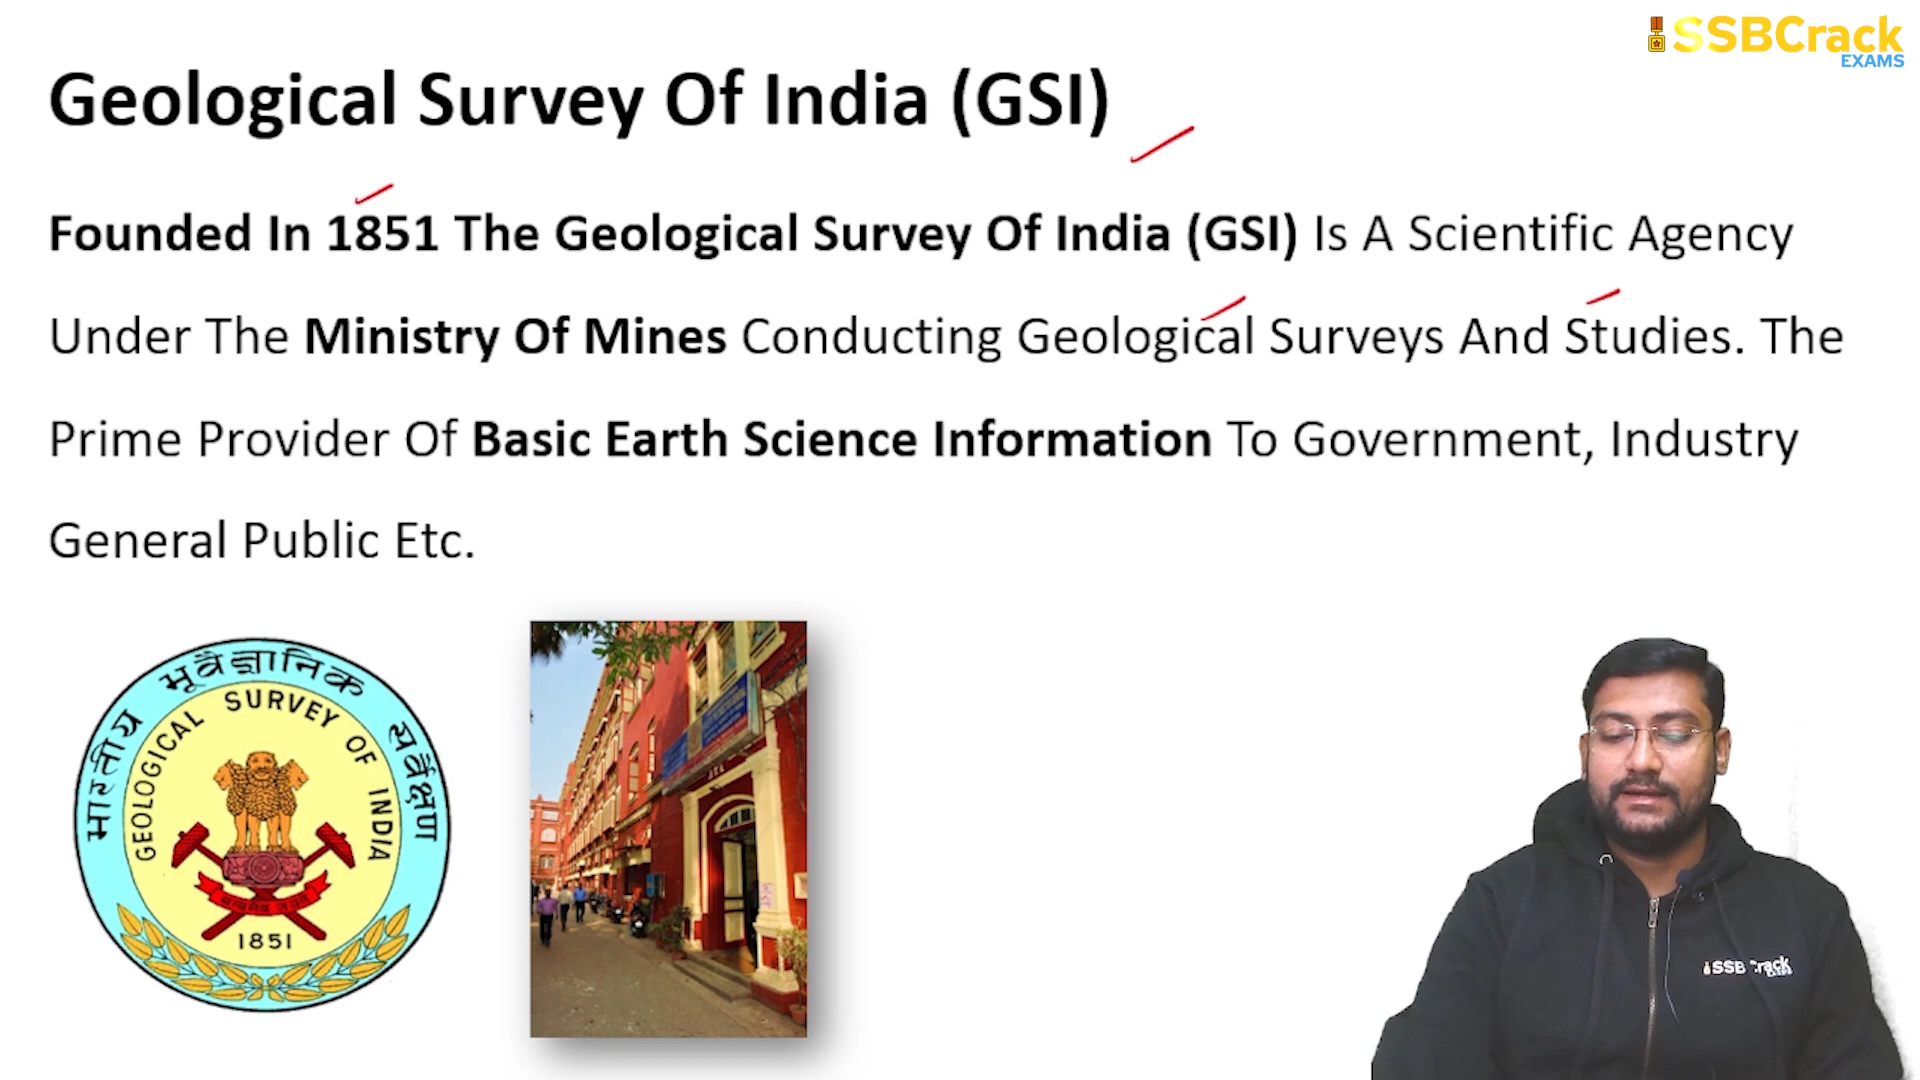 SSBCrack
EXAMS
Geological Survey Of India (GSI)
Founded In 1851 The Geological Survey Of India (GSI) Is A Scientific Agency
Under The Ministry Of Mines Conducting Geological Surveys And Studies. The
Prime Provider Of Basic Earth Science Information To Government, Industry
General Public Etc.
भारतीय भूवैज्ञानिक सर्वेक्षण
GEOLOGICAL SURVEY OF INDIA
1851
SSB Crack